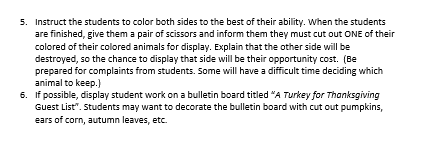 5. Instruct the students to color both sides to the best of their ability. When the students
are finished, give them a pair of scissors and inform them they must cut out ONE of their
colored of their colored animals for display. Explain that the other side will be
destroyed, so the chance to display that side will be their opportunity cost. (Be
prepared for complaints from students. Some will have a difficult time deciding which
animal to keep.)
6. If possible, display student work on a bulletin board titled "A Turkey for Thanksgiving
Guest List". Students may want to decorate the bulletin board with cut out pumpkins,
ears of corn, autumn leaves, etc.